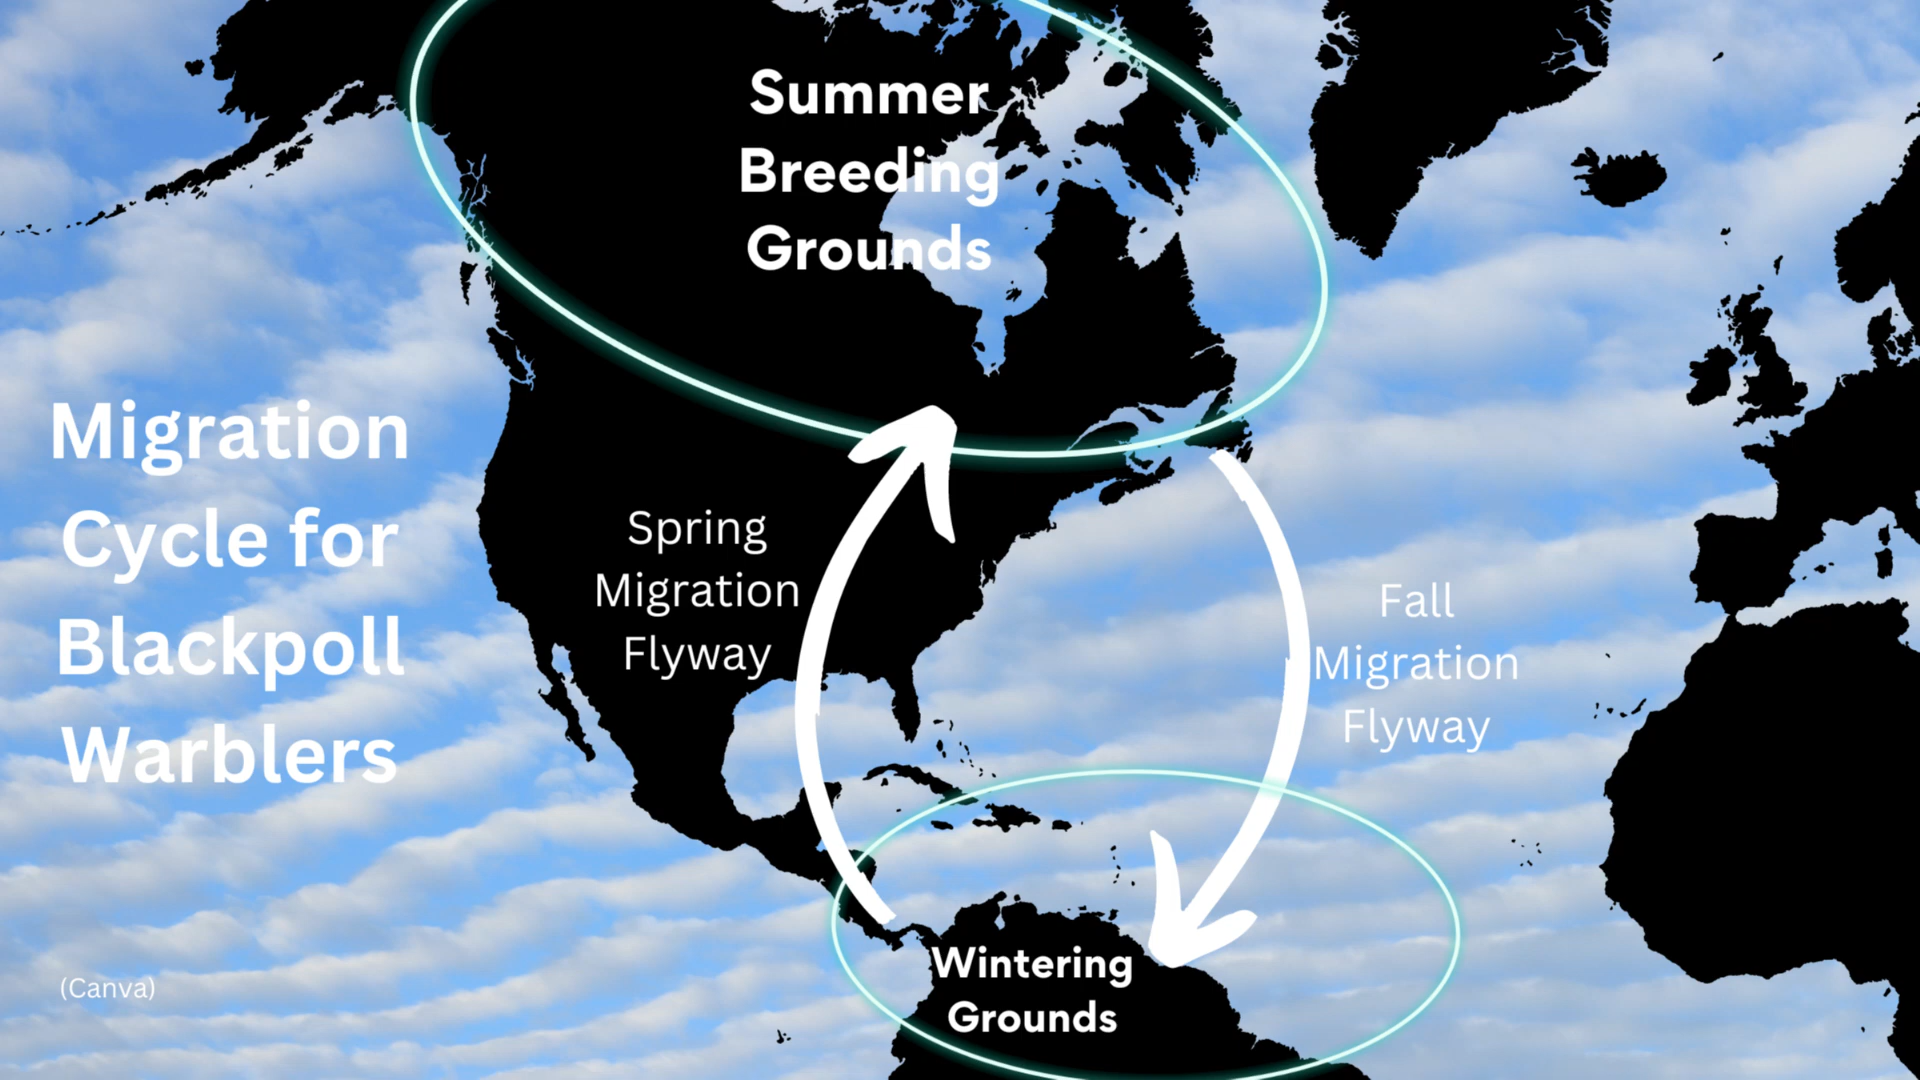 Summer
Breeding
Grounds
Migration
Cycle for
Blackpoll
Warblers
Spring
Migration
Flyway
Fall
Migration
Flyway
Wintering
Grounds
(Canva)